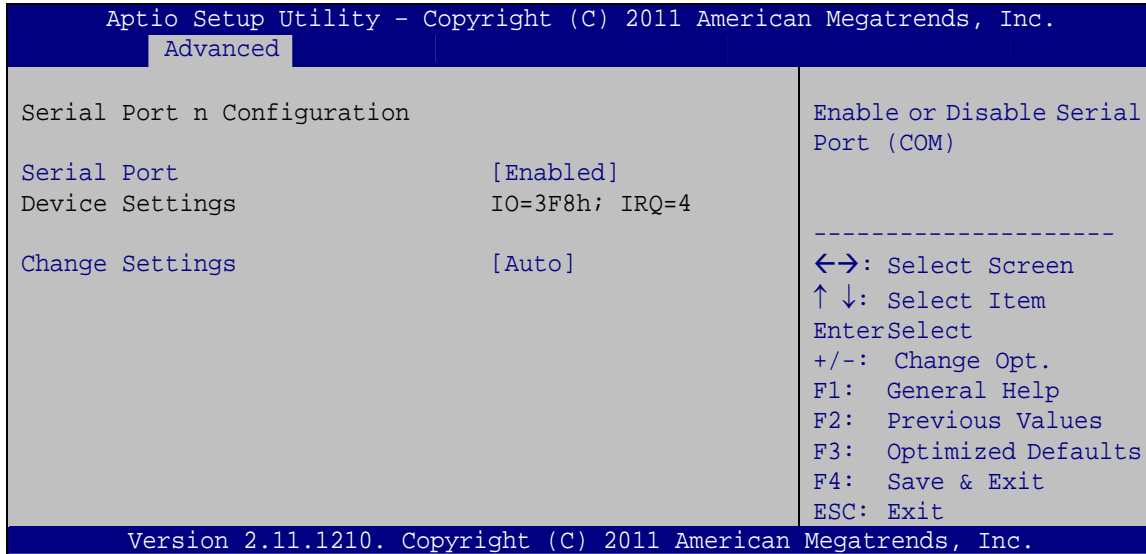 Aptio Setup Utility – Copyright (C) 2011 American Megatrends, Inc.
Advanced
Serial Port n Configuration
Serial Port [Enabled]
Device Settings IO=3F8h; IRQ=4
Change Settings [Auto]
Enable or Disable Serial
Port (COM)
---------------------
←→: Select Screen
↑ ↓: Select Item
EnterSelect
+/-: Change Opt.
F1: General Help
F2: Previous Values
F3: Optimized Defaults
F4: Save & Exit
ESC: Exit
Version 2.11.1210. Copyright (C) 2011 American Megatrends, Inc.